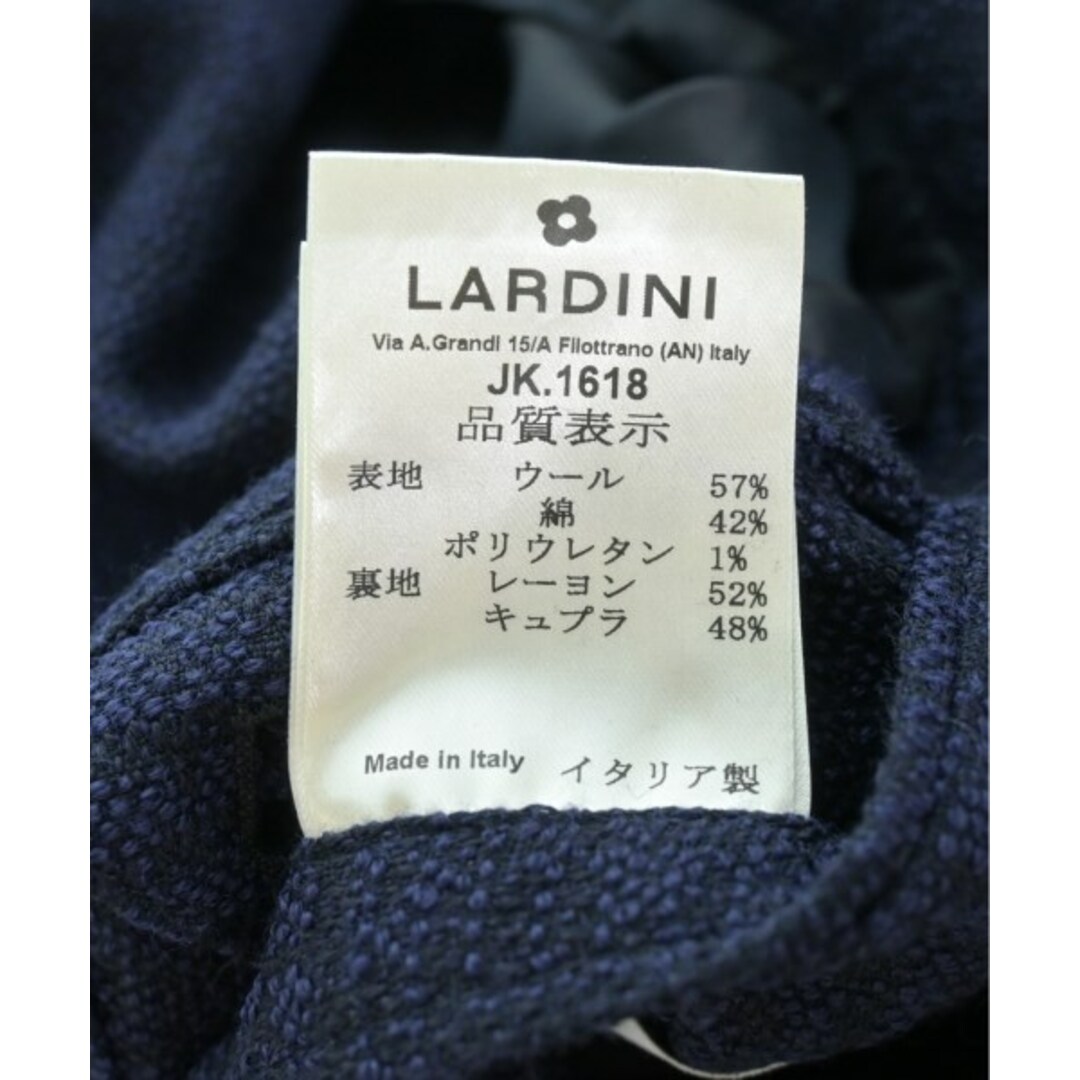 LARDINI
Via A.Grandi 15/A Filottrano (AN) Italy
JK.1618
品質表示
表地 ウール 57%
綿 42%
ポリウレタン 1%
裏地 レーヨン 52%
キュプラ 48%
Made in Italy イタリア製